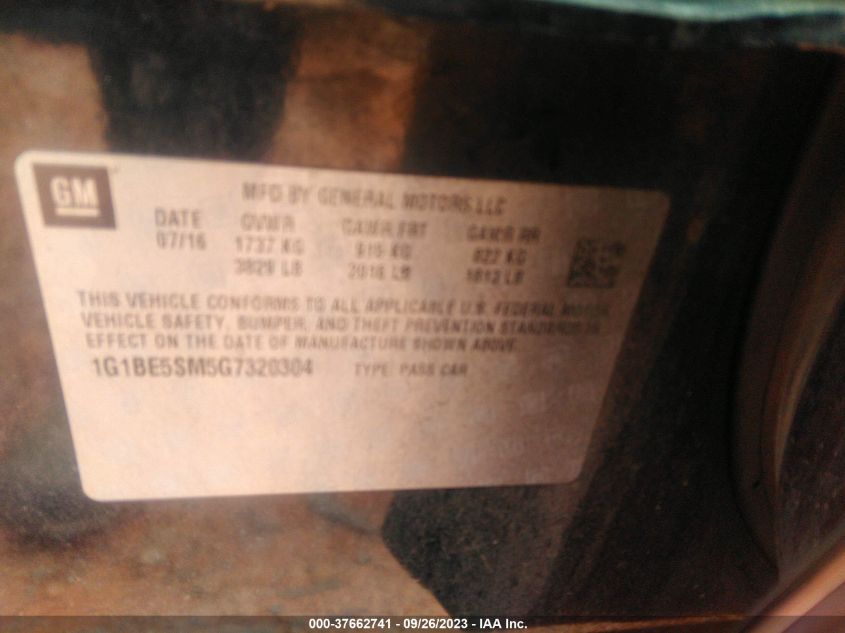 GM
MFD BY GENERAL MOTORS LLC
DATE GVWR GAWR FRT GAWR RR
07/16 1737 KG 915 KG 822 KG
3829 LB 2018 LB 1812 LB
THIS VEHICLE CONFORMS TO ALL APPLICABLE U.S. FEDERAL MOTOR
VEHICLE SAFETY, BUMPER, AND THEFT PREVENTION STANDARDS IN
EFFECT ON THE DATE OF MANUFACTURE SHOWN ABOVE.
1G1BE5SM5G7320304 TYPE: PASS CAR
000-37662741 - 09/26/2023 - IAA Inc.